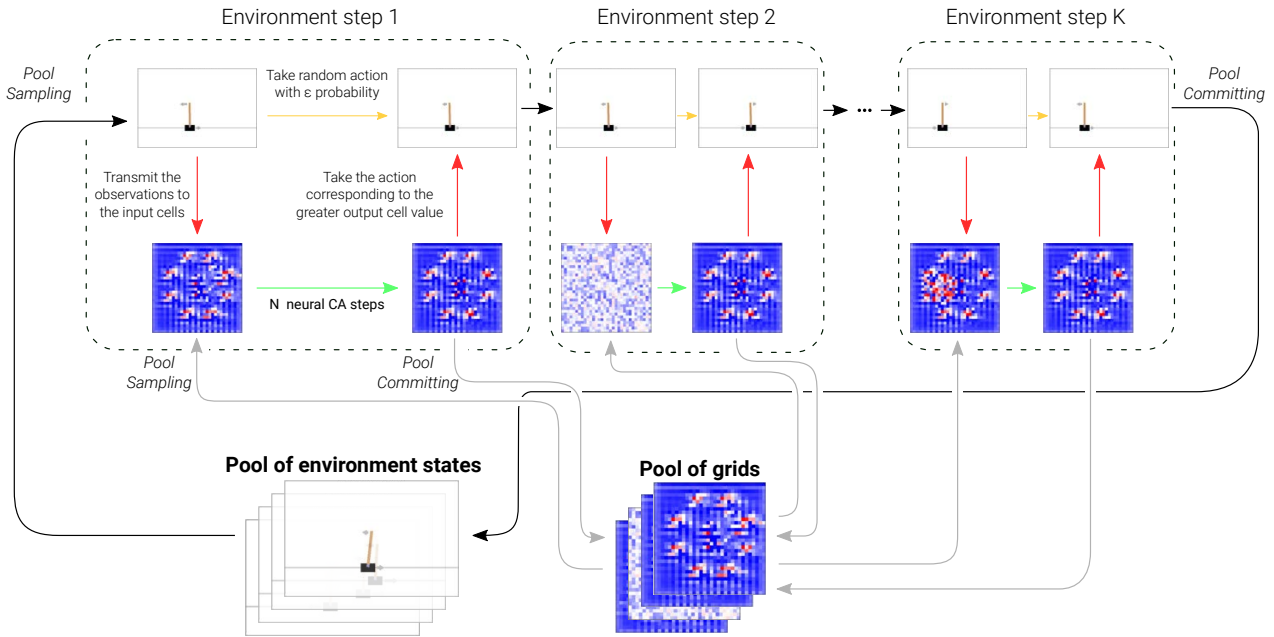 Environment step 1
Environment step 2
Environment step K
Pool
Sampling
Take random action
with ε probability
...
Pool
Committing
Transmit the
observations to
the input cells
Take the action
corresponding to the
greater output cell value
N neural CA steps
Pool
Sampling
Pool
Committing
Pool of environment states
Pool of grids